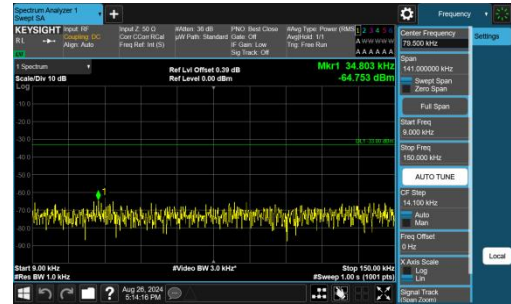 Spectrum Analyzer 1
Swept SA
Frequency
KEYSIGHT
RL
Input: RF
Coupling: DC
Align: Auto
Input Z: 50 Ω
Corr CCorr RCal
Freq Ref: Int (S)
#Atten: 36 dB
µW Path: Standard
PNO: Best Close
Gate: Off
IF Gain: Low
Sig Track: Off
#Avg Type: Power (RMS)
Avg|Hold: 1/1
Trig: Free Run
1 2 3 4 5 6
A W W W W W
A A A A A A
1 Spectrum
Scale/Div 10 dB
Log
Ref Lvl Offset 0.39 dB
Ref Level 0.00 dBm
Mkr1 34.803 kHz
-64.753 dBm
-10.0
-20.0
-30.0
-40.0
-50.0
-60.0
-70.0
-80.0
-90.0
1
Start 9.00 kHz
#Res BW 1.0 kHz
#Video BW 3.0 kHz*
Stop 150.00 kHz
#Sweep 1.00 s (1001 pts)
Aug 26, 2024
5:14:16 PM
Center Frequency
79.500 kHz
Settings
Span
141.000000 kHz
Swept Span
Zero Span
Full Span
Start Freq
9.000 kHz
Stop Freq
150.000 kHz
AUTO TUNE
CF Step
14.100 kHz
Auto
Man
Freq Offset
0 Hz
X Axis Scale
Log
Lin
Local
Signal Track
(Span Zoom)